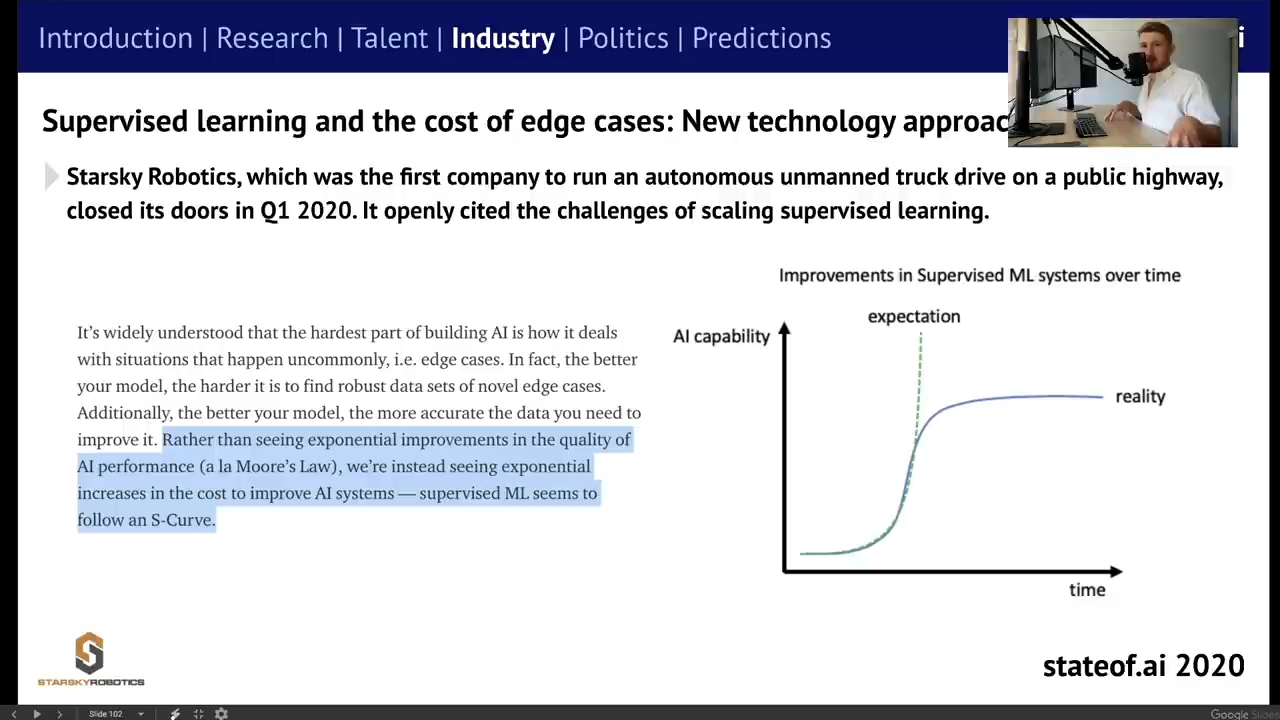 Introduction | Research | Talent | Industry | Politics | Predictions
i
Supervised learning and the cost of edge cases: New technology approac
Starsky Robotics, which was the first company to run an autonomous unmanned truck drive on a public highway,
closed its doors in Q1 2020. It openly cited the challenges of scaling supervised learning.
It's widely understood that the hardest part of building AI is how it deals
with situations that happen uncommonly, i.e. edge cases. In fact, the better
your model, the harder it is to find robust data sets of novel edge cases.
Additionally, the better your model, the more accurate the data you need to
improve it. Rather than seeing exponential improvements in the quality of
AI performance (a la Moore's Law), we're instead seeing exponential
increases in the cost to improve AI systems — supervised ML seems to
follow an S-Curve.
Improvements in Supervised ML systems over time
expectation
AI capability
reality
time
STARSKYROBOTICS
stateof.ai 2020
Slide 102
Google Slides